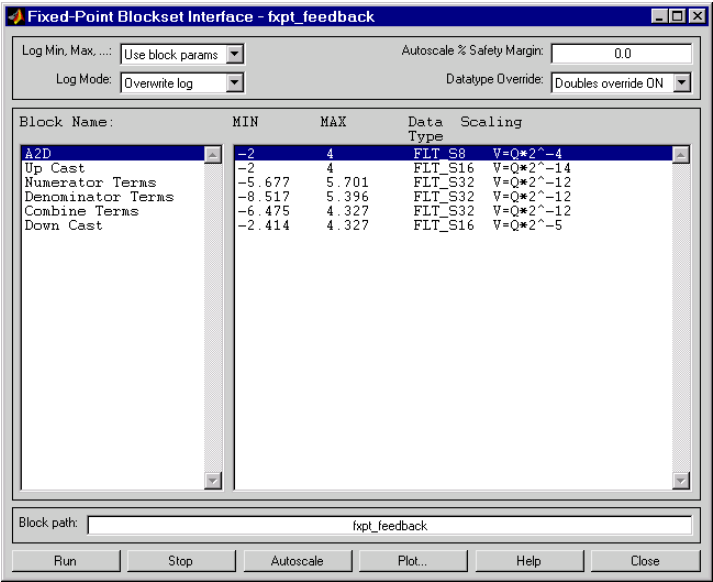 Fixed-Point Blockset Interface - fxpt_feedback
Log Min, Max, ...: Use block params Autoscale % Safety Margin: 0.0
Log Mode: Overwrite log Datatype Override: Doubles override ON
Block Name: MIN MAX Data Scaling
Type
A2D -2 4 FLT_S8 V=Q*2^-4
Up Cast -2 4 FLT_S16 V=Q*2^-14
Numerator Terms -5.677 5.701 FLT_S32 V=Q*2^-12
Denominator Terms -8.517 5.396 FLT_S32 V=Q*2^-12
Combine Terms -6.475 4.327 FLT_S32 V=Q*2^-12
Down Cast -2.414 4.327 FLT_S16 V=Q*2^-5
Block path: fxpt_feedback
Run Stop Autoscale Plot... Help Close